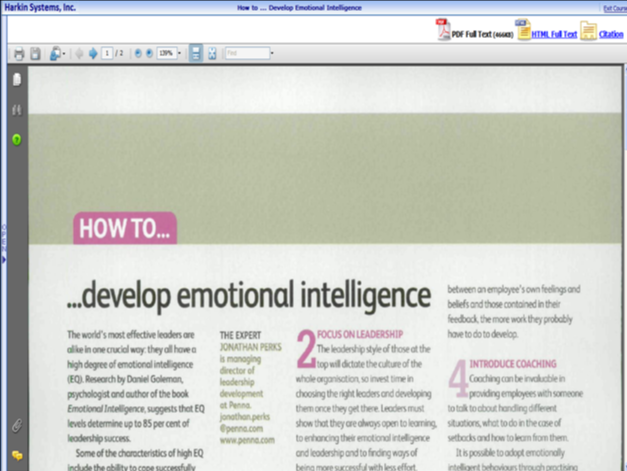 Harkin Systems, Inc.
How to ... Develop Emotional Intelligence
Exit Course
PDF Full Text (466KB)
HTML Full Text
Citation
1 / 2
139%
Find
OPEN
HOW TO...
...develop emotional intelligence
The world's most effective leaders are
alike in one crucial way: they all have a
high degree of emotional intelligence
(EQ). Research by Daniel Goleman,
psychologist and author of the book
Emotional Intelligence, suggests that EQ
levels determine up to 85 per cent of
leadership success.
Some of the characteristics of high EQ
include the ability to cope successfully
THE EXPERT
JONATHAN PERKS
is managing
director of
leadership
development
at Penna.
jonathan.perks
@penna.com
www.penna.com
2 FOCUS ON LEADERSHIP
The leadership style of those at the
top will dictate the culture of the
whole organisation, so invest time in
choosing the right leaders and developing
them once they get there. Leaders must
show that they are always open to learning,
to enhancing their emotional intelligence
and leadership and to finding ways of
being more successful with less effort.
between an employee's own feelings and
beliefs and those contained in their
feedback, the more work they probably
have to do to develop.
4 INTRODUCE COACHING
Coaching can be invaluable in
providing employees with someone
to talk to about handling different
situations, what to do in the case of
setbacks and how to learn from them.
It is possible to adopt emotionally
intelligent behaviours through practising